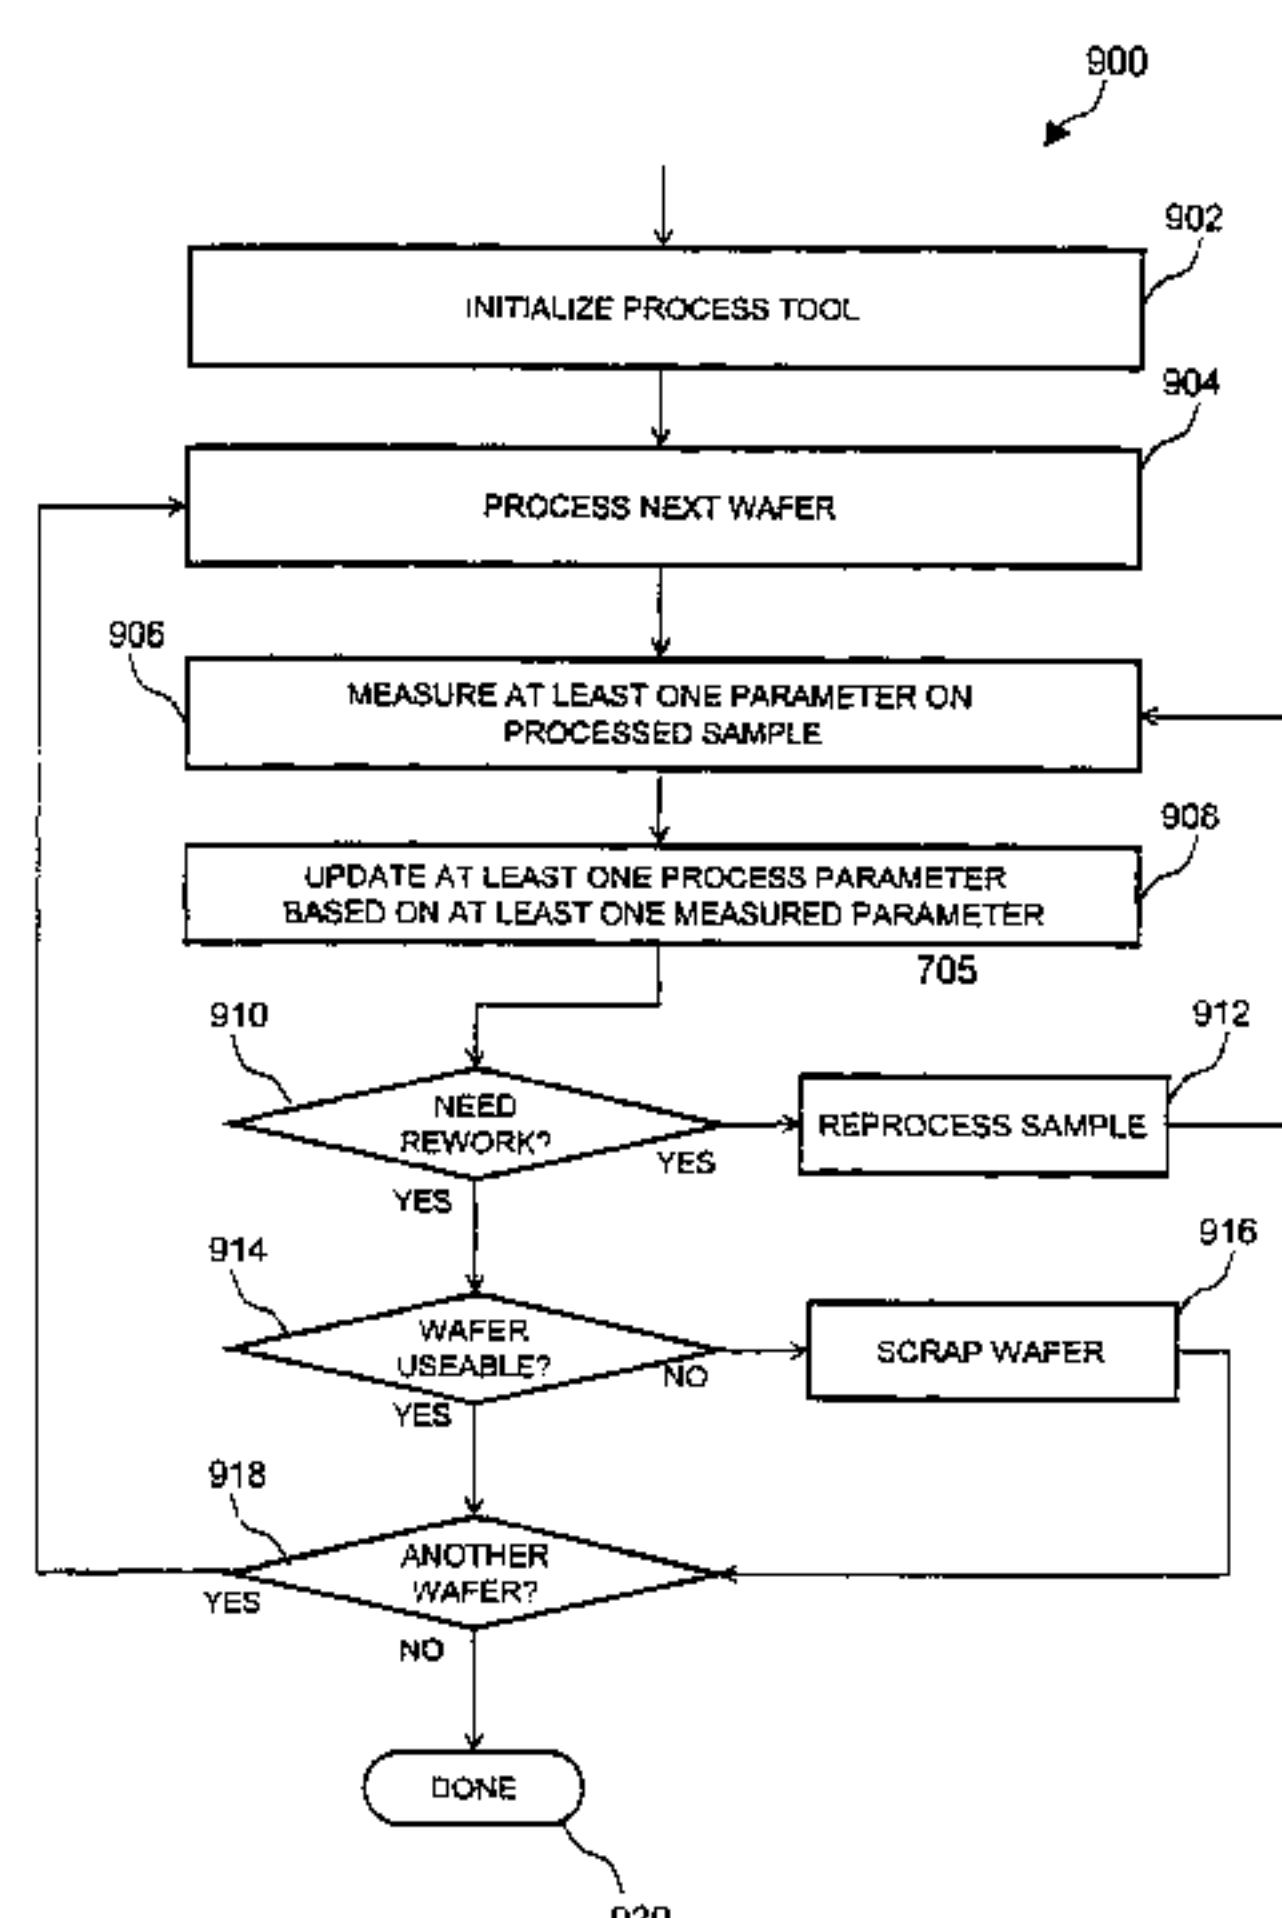 900
902
INITIALIZE PROCESS TOOL
904
PROCESS NEXT WAFER
906
MEASURE AT LEAST ONE PARAMETER ON
PROCESSED SAMPLE
908
UPDATE AT LEAST ONE PROCESS PARAMETER
BASED ON AT LEAST ONE MEASURED PARAMETER
705
910
912
NEED
REWORK?
REPROCESS SAMPLE
YES
YES
914
916
WAFER
USEABLE?
SCRAP WAFER
NO
YES
918
ANOTHER
WAFER?
YES
NO
DONE